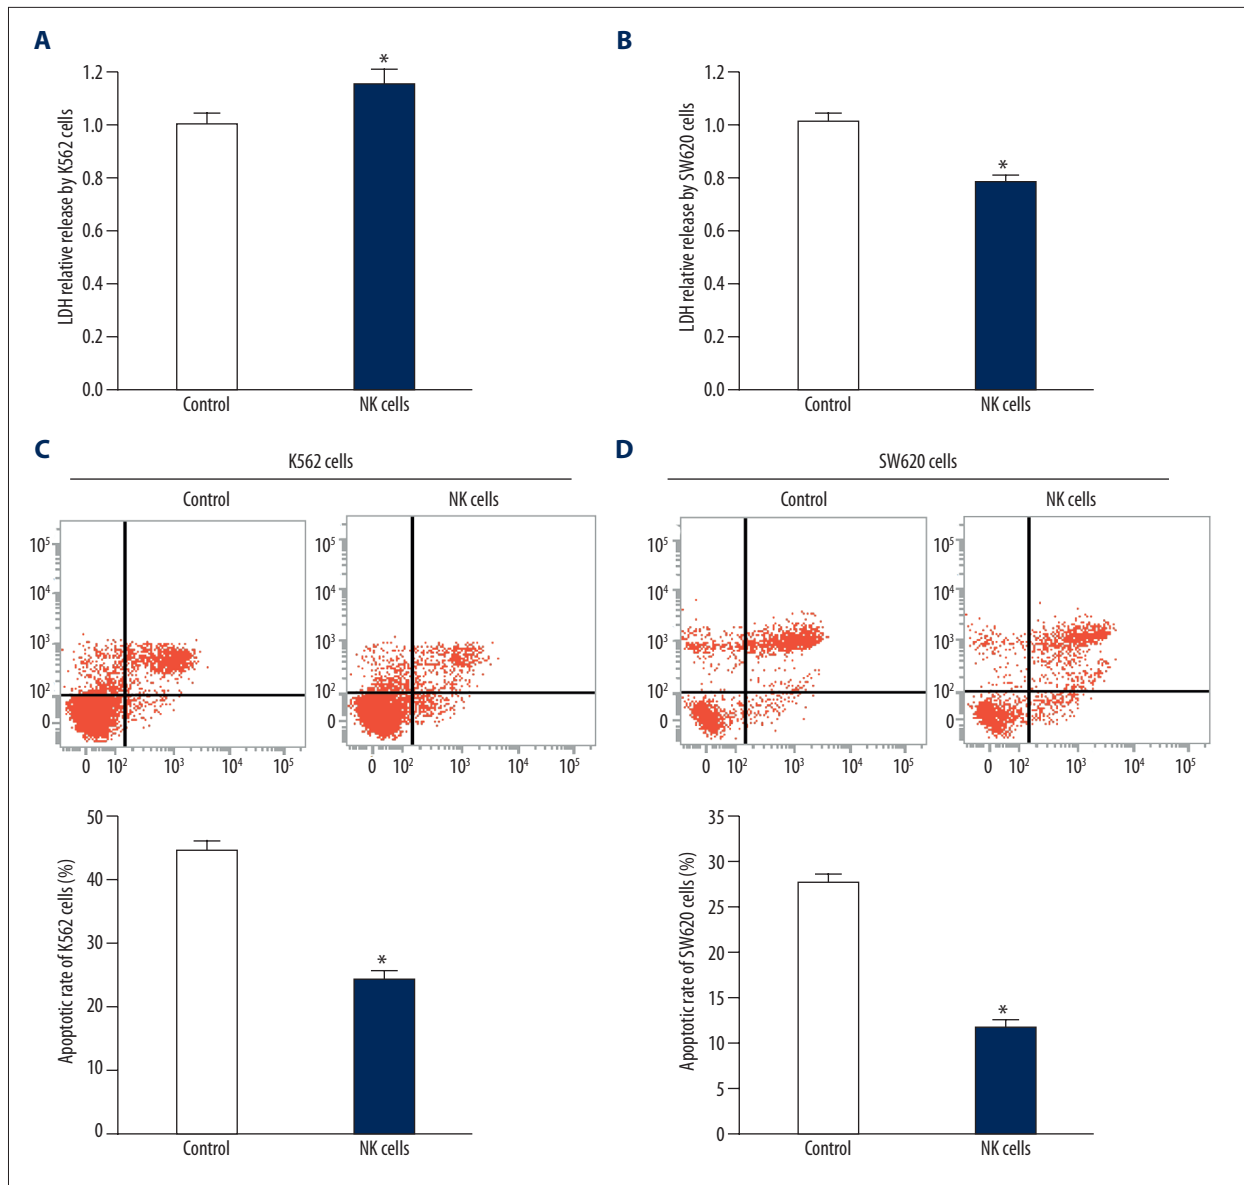 A
LDH relative release by K562 cells
1.2
1.0
0.8
0.6
0.4
0.2
0.0
*
Control
NK cells
B
LDH relative release by SW620 cells
1.2
1.0
0.8
0.6
0.4
0.2
0.0
*
Control
NK cells
C
K562 cells
Control
NK cells
10⁵
10⁴
10³
10²
0
0 10² 10³ 10⁴ 10⁵
10⁵
10⁴
10³
10²
0
0 10² 10³ 10⁴ 10⁵
Apoptotic rate of K562 cells (%)
50
40
30
20
10
0
*
Control
NK cells
D
SW620 cells
Control
NK cells
10⁵
10⁴
10³
10²
0
0 10² 10³ 10⁴ 10⁵
10⁵
10⁴
10³
10²
0
0 10² 10³ 10⁴ 10⁵
Apoptotic rate of SW620 cells (%)
35
30
25
20
15
10
5
0
*
Control
NK cells